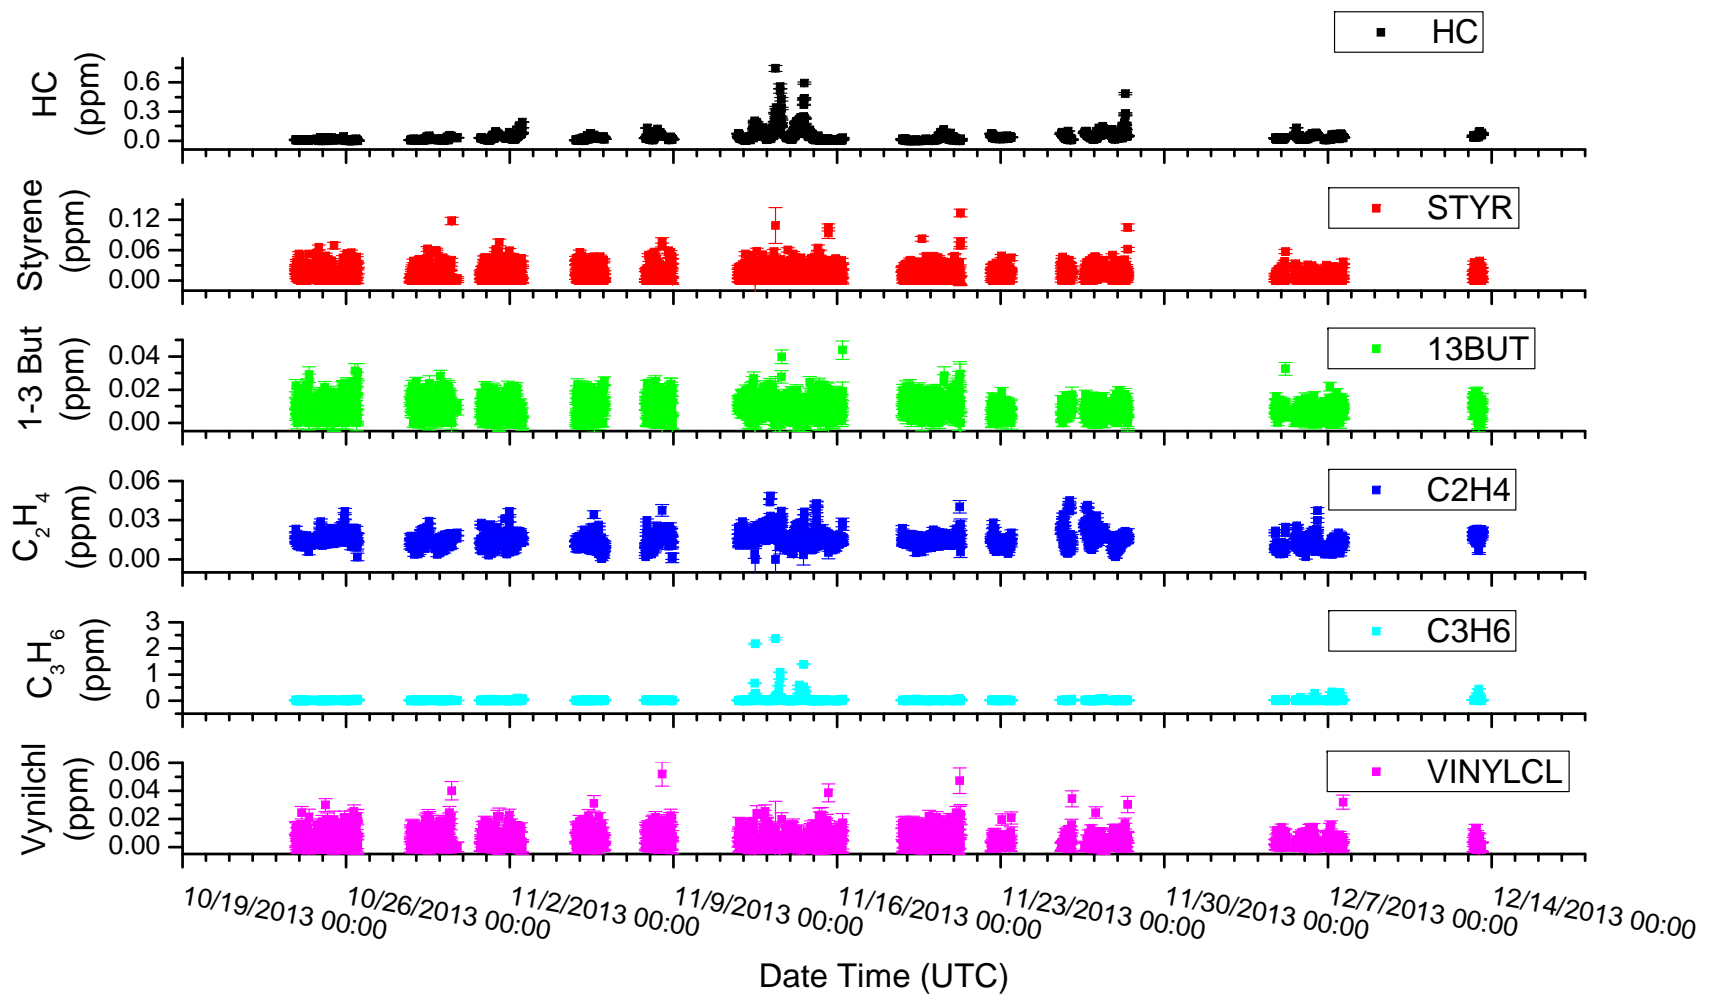 HC
HC
(ppm)
0.6
0.3
0.0
STYR
Styrene
(ppm)
0.12
0.06
0.00
13BUT
1-3 But
(ppm)
0.04
0.02
0.00
C2H4
C₂H₄
(ppm)
0.06
0.03
0.00
C3H6
C₃H₆
(ppm)
3
2
1
0
VINYLCL
Vynilchl
(ppm)
0.06
0.04
0.02
0.00
10/19/2013 00:00
10/26/2013 00:00
11/2/2013 00:00
11/9/2013 00:00
11/16/2013 00:00
11/23/2013 00:00
11/30/2013 00:00
12/7/2013 00:00
12/14/2013 00:00
Date Time (UTC)